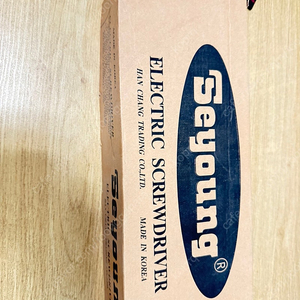 Seyoung®
ELECTRIC SCREWDRIVER
HAN CHANG TRADING CO.,LTD. MADE IN KOREA
Seyoung